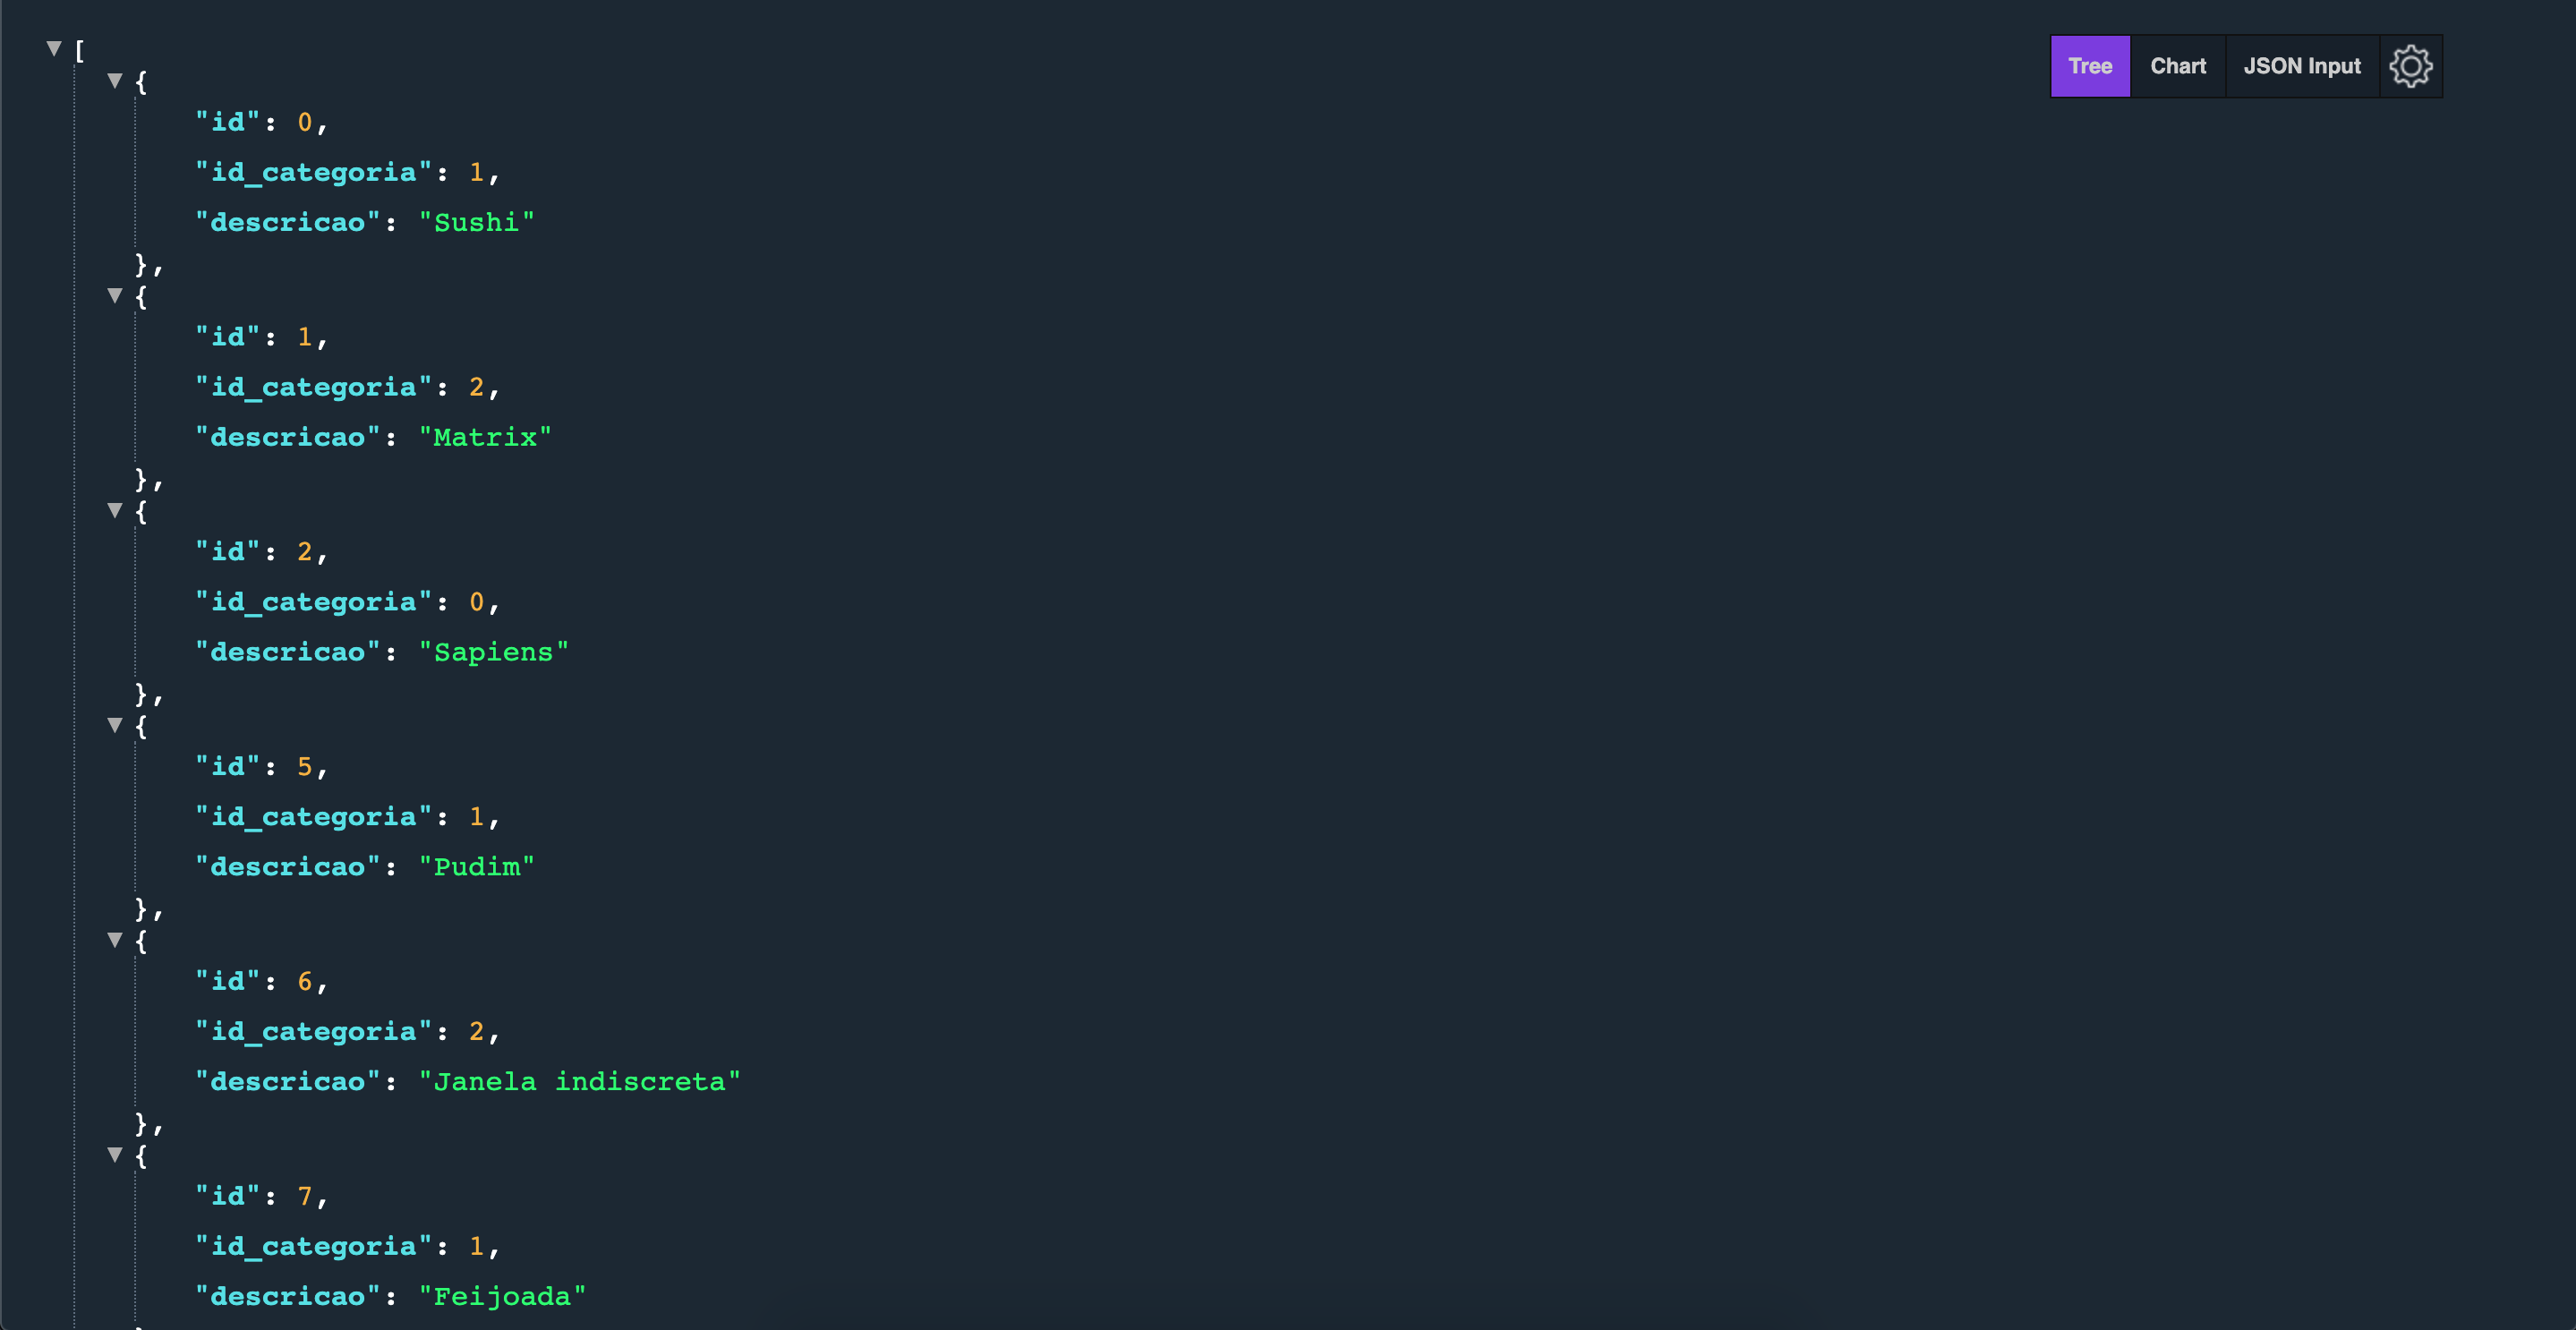 [
{
"id": 0,
"id_categoria": 1,
"descricao": "Sushi"
},
{
"id": 1,
"id_categoria": 2,
"descricao": "Matrix"
},
{
"id": 2,
"id_categoria": 0,
"descricao": "Sapiens"
},
{
"id": 5,
"id_categoria": 1,
"descricao": "Pudim"
},
{
"id": 6,
"id_categoria": 2,
"descricao": "Janela indiscreta"
},
{
"id": 7,
"id_categoria": 1,
"descricao": "Feijoada"
Tree Chart JSON Input